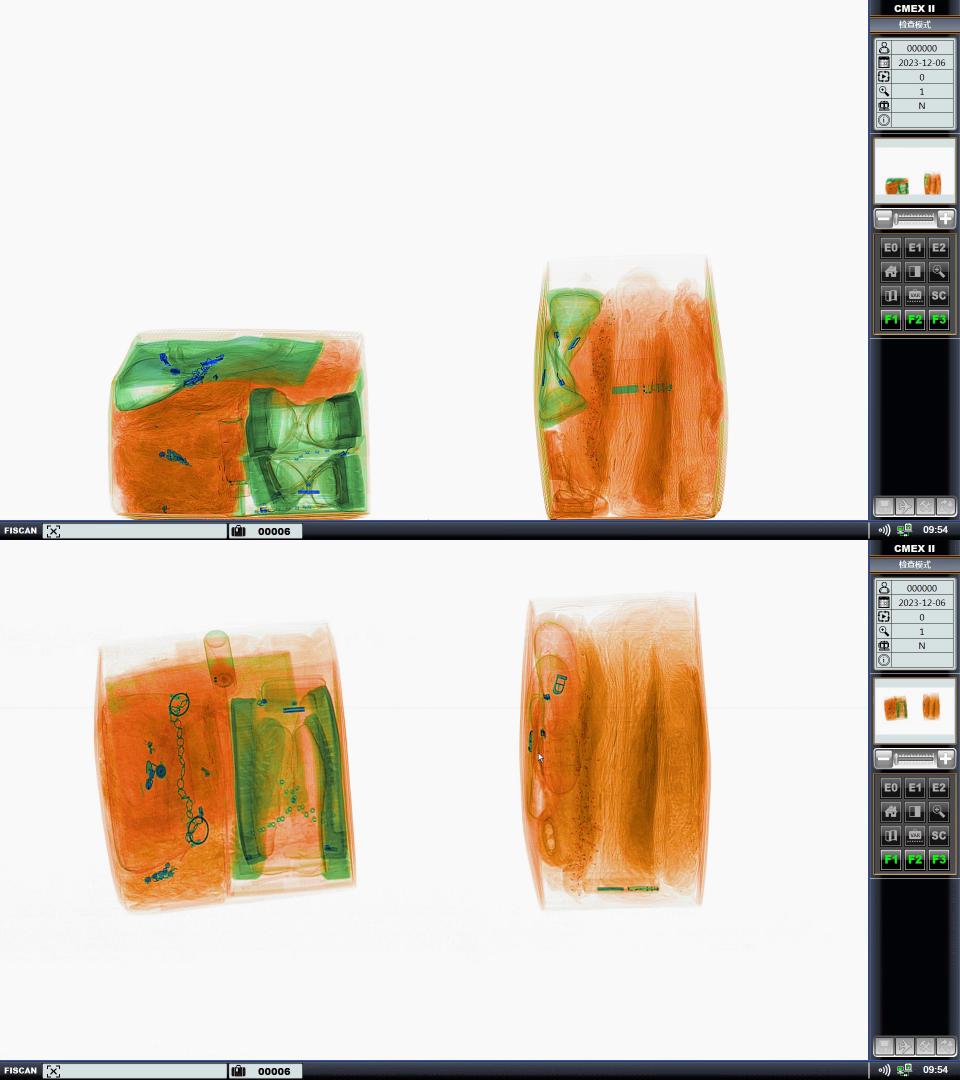 CMEX II
检查模式
000000
2023-12-06
0
1
N
E0 E1 E2
VAR SC
F1 F2 F3
FISCAN 00006 09:54
CMEX II
检查模式
000000
2023-12-06
0
1
N
E0 E1 E2
VAR SC
F1 F2 F3
FISCAN 00006 09:54